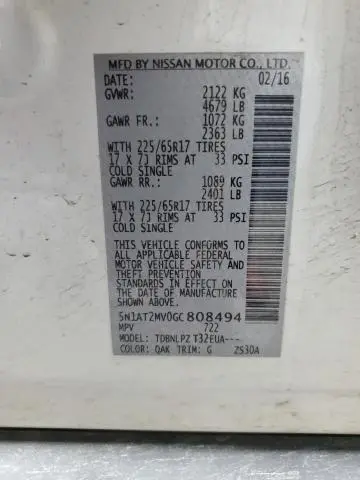 MFD BY NISSAN MOTOR CO., LTD.
DATE: 02/16
GVWR: 2122 KG
4679 LB
GAWR FR.: 1072 KG
2363 LB
WITH 225/65R17 TIRES
17 X 7J RIMS AT 33 PSI
COLD SINGLE
GAWR RR.: 1089 KG
2401 LB
WITH 225/65R17 TIRES
17 X 7J RIMS AT 33 PSI
COLD SINGLE
THIS VEHICLE CONFORMS TO
ALL APPLICABLE FEDERAL
MOTOR VEHICLE SAFETY AND
THEFT PREVENTION
STANDARDS IN EFFECT ON
THE DATE OF MANUFACTURE
SHOWN ABOVE.
5N1AT2MV0GC808494
MPV 722
MODEL: TDBNLPZ T32EUA---
COLOR: QAK TRIM: G ZS30A